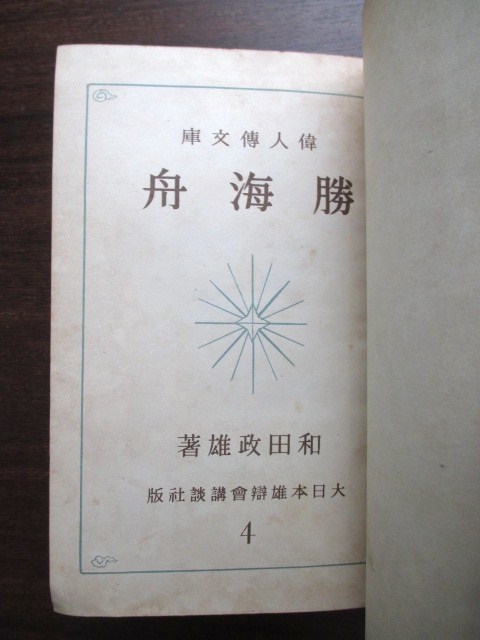 偉人傳文庫
勝海舟
和田政雄著
大日本雄辯會講談社版
4